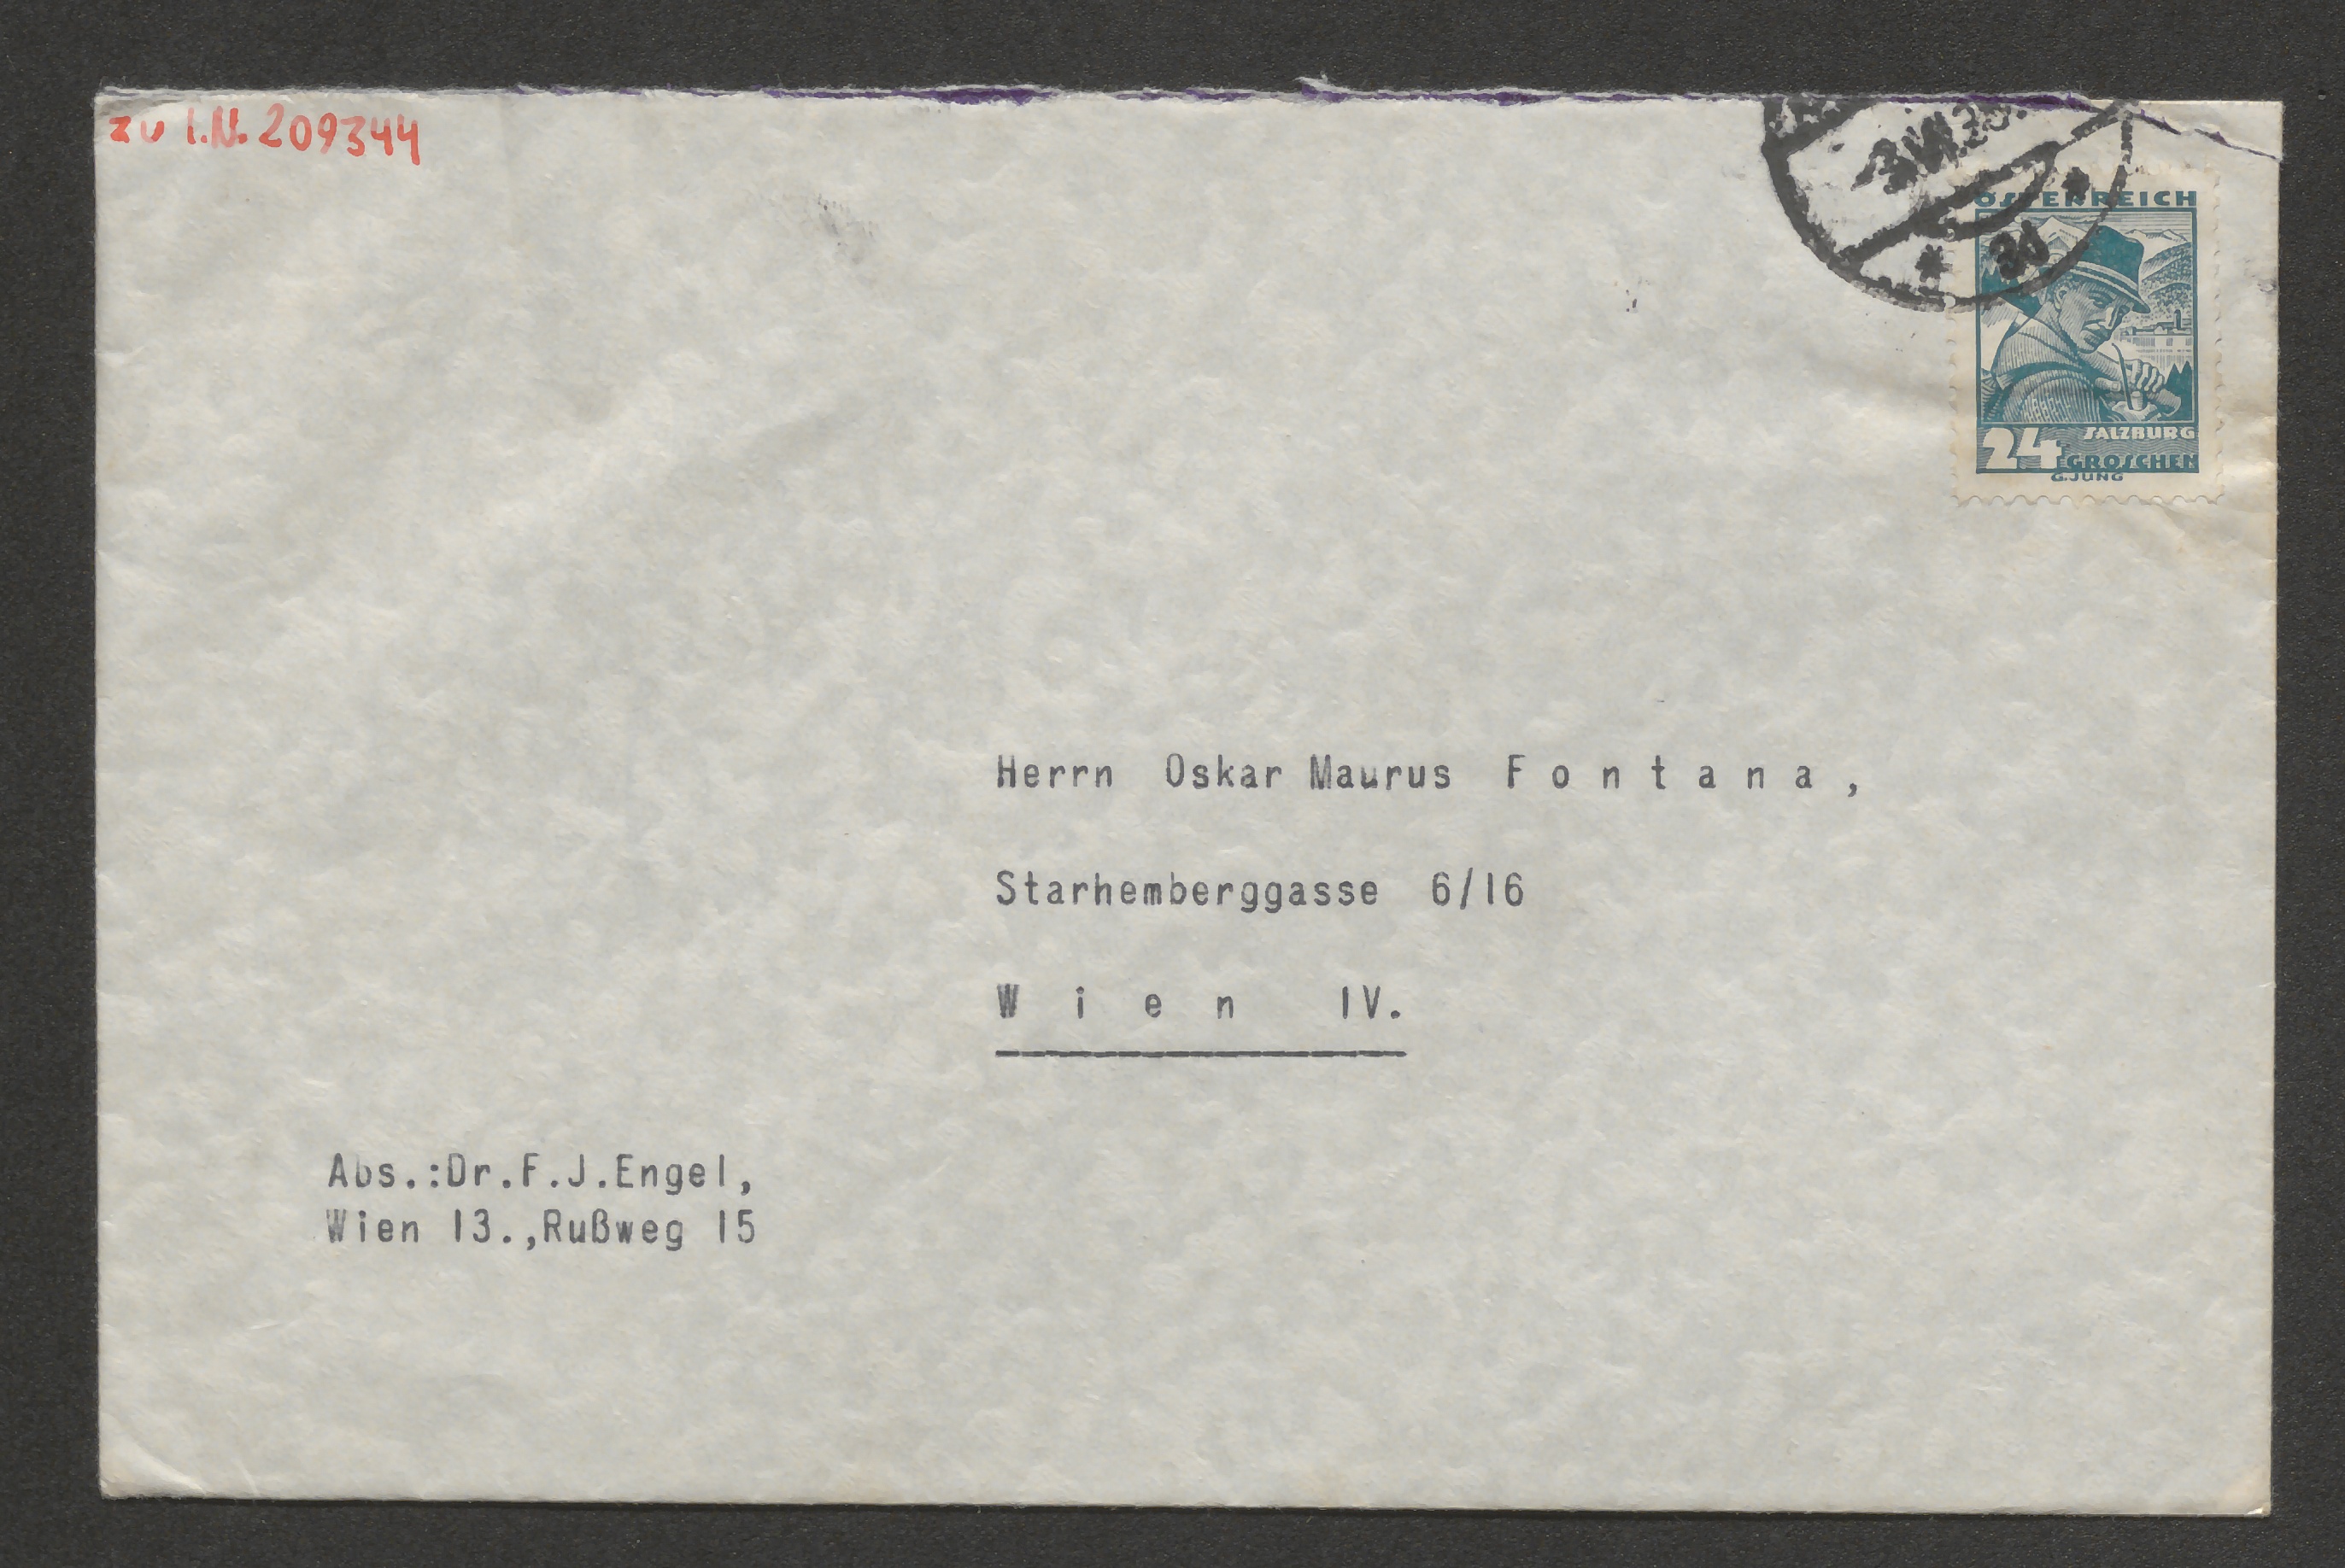 zu I.N. 209344
ÖSTERREICH
SALZBURG
24 GROSCHEN
G.JUNG
Herrn Oskar Maurus F o n t a n a ,
Starhemberggasse 6/16
W i e n IV.
Abs.:Dr.F.J.Engel,
Wien 13.,Rußweg 15